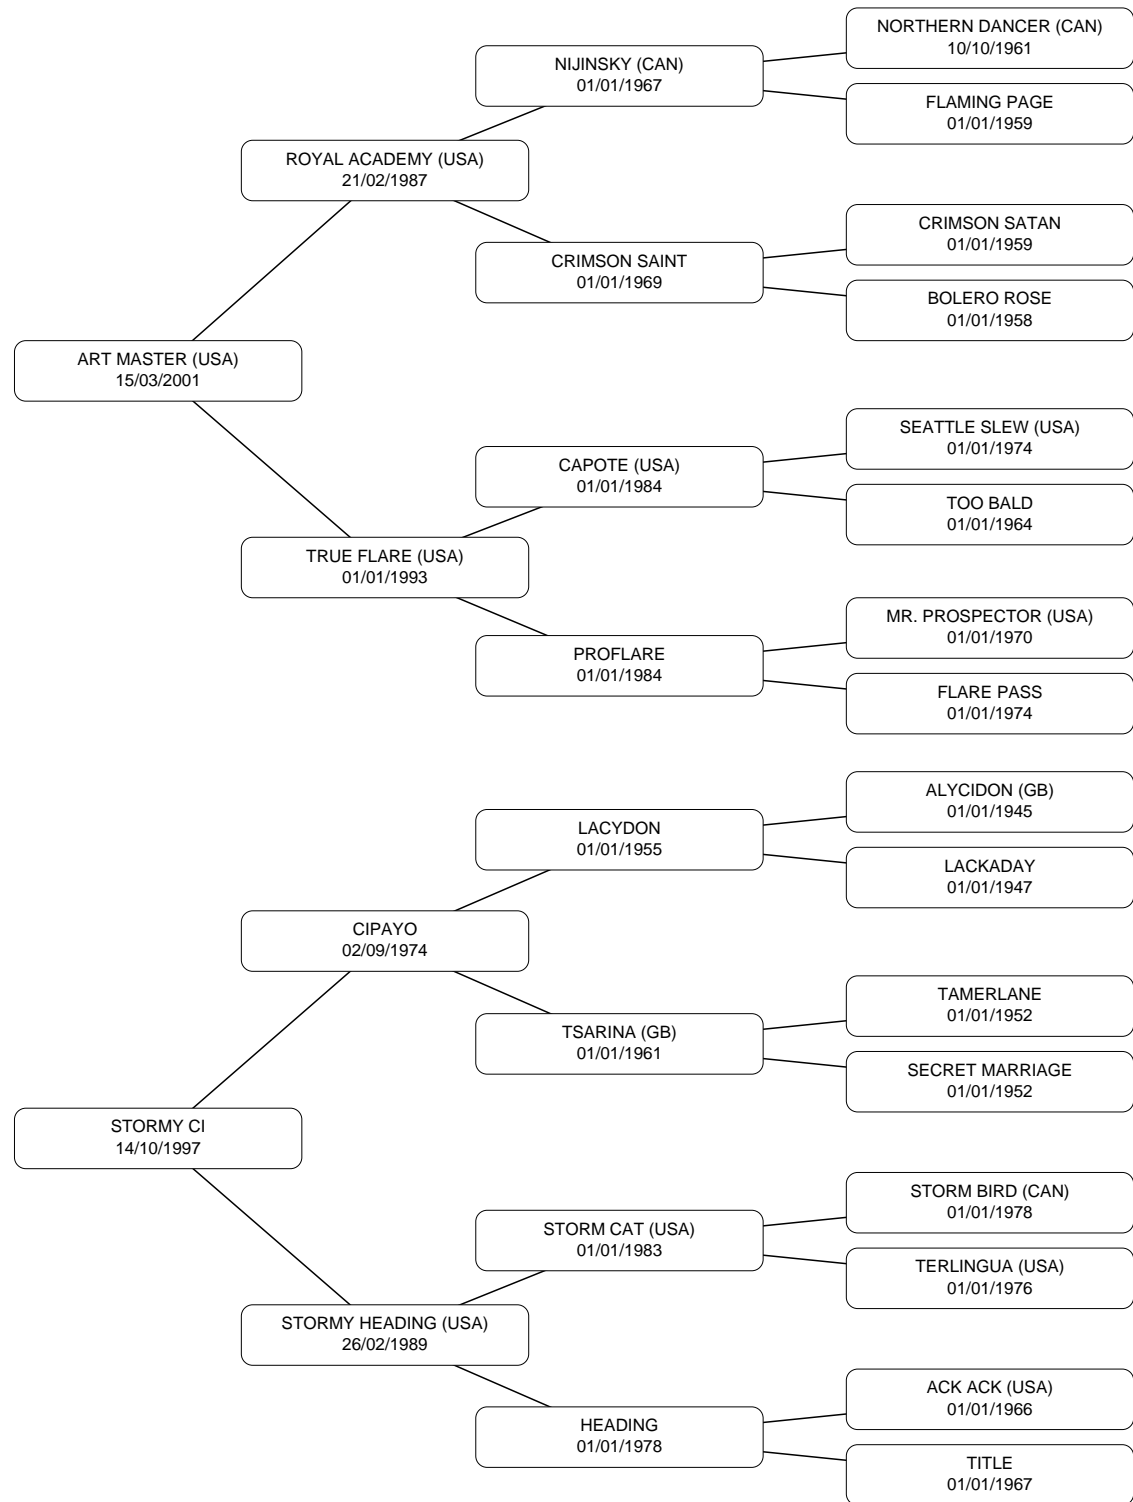 NORTHERN DANCER (CAN)
10/10/1961
NIJINSKY (CAN)
01/01/1967
FLAMING PAGE
01/01/1959
ROYAL ACADEMY (USA)
21/02/1987
CRIMSON SATAN
01/01/1959
CRIMSON SAINT
01/01/1969
BOLERO ROSE
01/01/1958
ART MASTER (USA)
15/03/2001
SEATTLE SLEW (USA)
01/01/1974
CAPOTE (USA)
01/01/1984
TOO BALD
01/01/1964
TRUE FLARE (USA)
01/01/1993
MR. PROSPECTOR (USA)
01/01/1970
PROFLARE
01/01/1984
FLARE PASS
01/01/1974
ALYCIDON (GB)
01/01/1945
LACYDON
01/01/1955
LACKADAY
01/01/1947
CIPAYO
02/09/1974
TAMERLANE
01/01/1952
TSARINA (GB)
01/01/1961
SECRET MARRIAGE
01/01/1952
STORMY CI
14/10/1997
STORM BIRD (CAN)
01/01/1978
STORM CAT (USA)
01/01/1983
TERLINGUA (USA)
01/01/1976
STORMY HEADING (USA)
26/02/1989
ACK ACK (USA)
01/01/1966
HEADING
01/01/1978
TITLE
01/01/1967